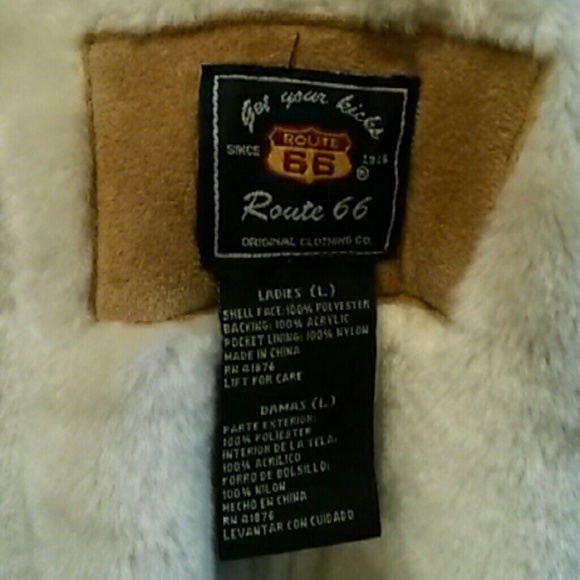 Get your kicks
SINCE
ROUTE
66
®
Route 66
ORIGINAL CLOTHING CO.
LADIES (L)
SHELL FACE: 100% POLYESTER
BACKING: 100% ACRYLIC
POCKET LINING: 100% NYLON
MADE IN CHINA
RN 41876
LIFT FOR CARE
DAMAS (L)
PARTE EXTERIOR:
100% POLIESTER
INTERIOR DE LA TELA:
100% ACRILICO
FORRO DE BOLSILLO:
100% NILON
HECHO EN CHINA
RN 41876
LEVANTAR CON CUIDADO